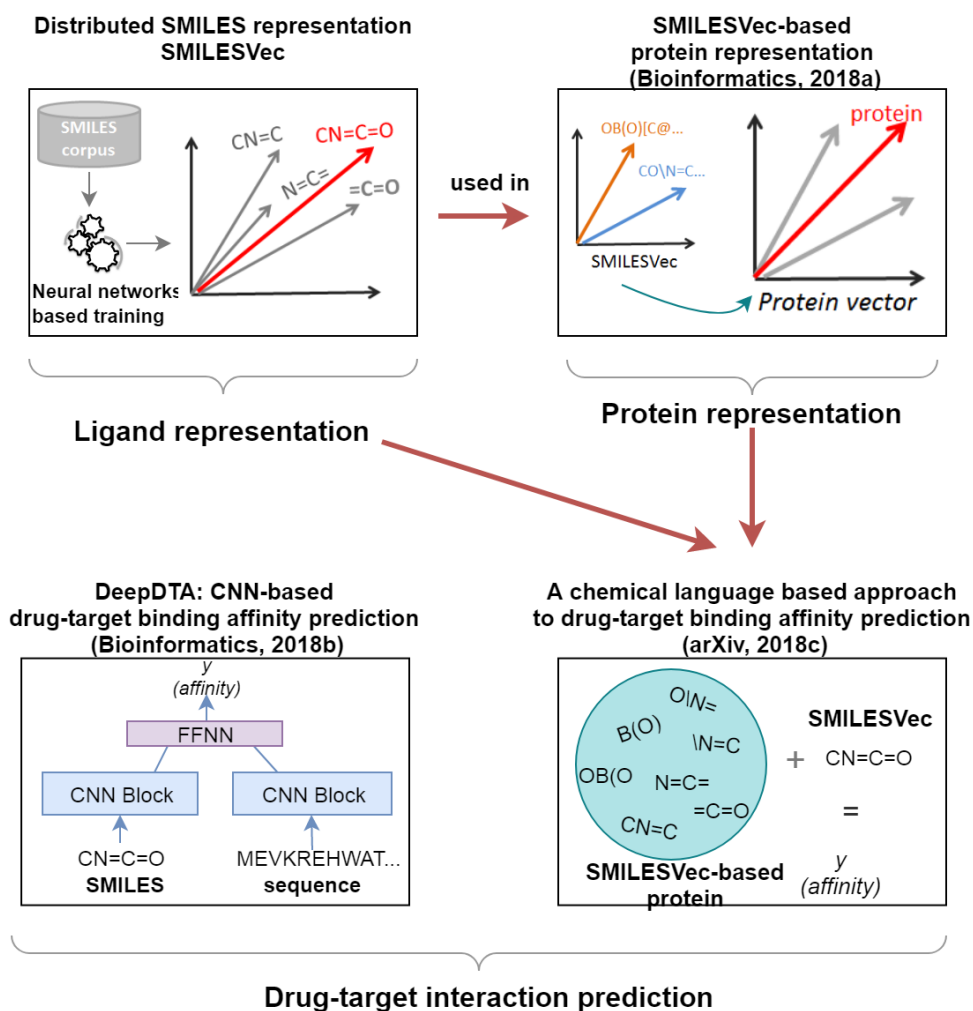 Distributed SMILES representation
SMILESVec
SMILESVec-based
protein representation
(Bioinformatics, 2018a)
SMILES
corpus
Neural networks
based training
CN=C
CN=C=O
N=C=
=C=O
used in
OB(O)[C@...
CO\N=C...
SMILESVec
protein
Protein vector
Ligand representation
Protein representation
DeepDTA: CNN-based
drug-target binding affinity prediction
(Bioinformatics, 2018b)
y
(affinity)
FFNN
CNN Block
CNN Block
CN=C=O
SMILES
MEVKREHWAT...
sequence
A chemical language based approach
to drug-target binding affinity prediction
(arXiv, 2018c)
O\N=
B(O)
\N=C
OB(O
N=C=
=C=O
CN=C
SMILESVec-based
protein
+
SMILESVec
CN=C=O
=
y
(affinity)
Drug-target interaction prediction